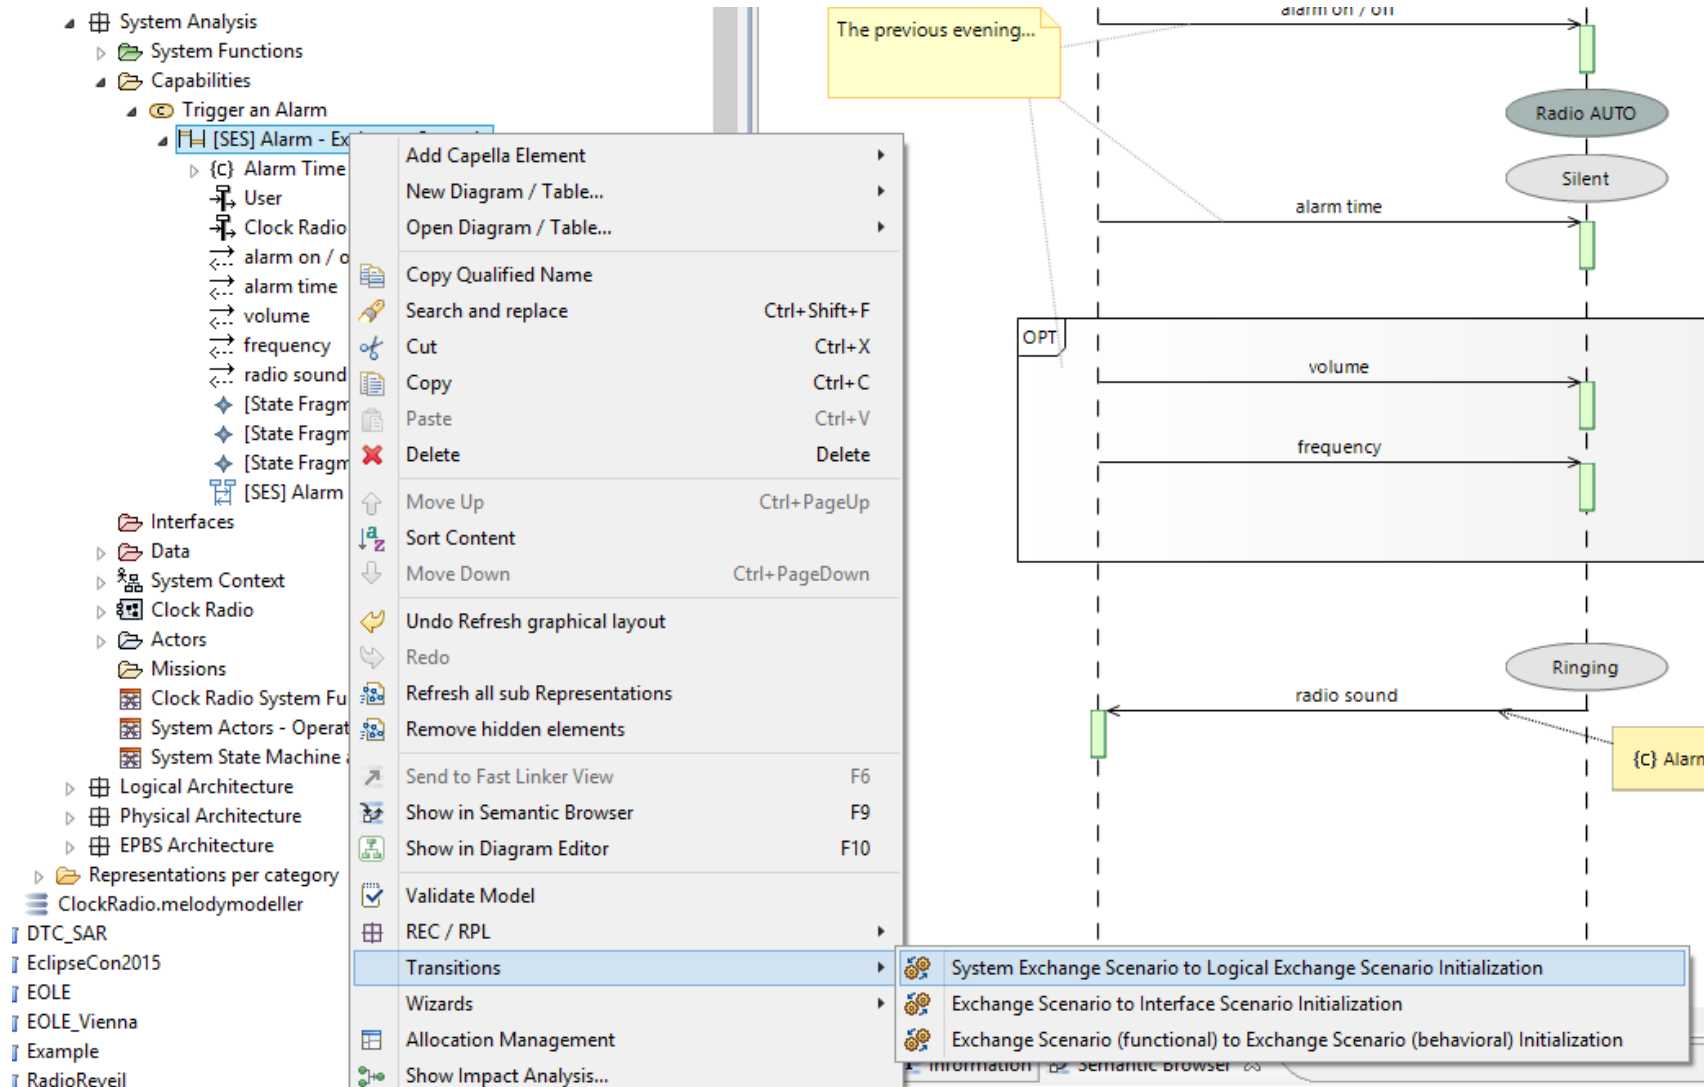 System Analysis
System Functions
Capabilities
Trigger an Alarm
[SES] Alarm - Ex
{c} Alarm Time
User
Clock Radio
alarm on / o
alarm time
volume
frequency
radio sound
[State Fragm
[State Fragm
[State Fragm
[SES] Alarm
Interfaces
Data
System Context
Clock Radio
Actors
Missions
Clock Radio System Fu
System Actors - Operat
System State Machine
Logical Architecture
Physical Architecture
EPBS Architecture
Representations per category
ClockRadio.melodymodeller
DTC_SAR
EclipseCon2015
EOLE
EOLE_Vienna
Example
RadioReveil
Add Capella Element
New Diagram / Table...
Open Diagram / Table...
Copy Qualified Name
Search and replace Ctrl+Shift+F
Cut Ctrl+X
Copy Ctrl+C
Paste Ctrl+V
Delete Delete
Move Up Ctrl+PageUp
Sort Content
Move Down Ctrl+PageDown
Undo Refresh graphical layout
Redo
Refresh all sub Representations
Remove hidden elements
Send to Fast Linker View F6
Show in Semantic Browser F9
Show in Diagram Editor F10
Validate Model
REC / RPL
Transitions
Wizards
Allocation Management
Show Impact Analysis...
System Exchange Scenario to Logical Exchange Scenario Initialization
Exchange Scenario to Interface Scenario Initialization
Exchange Scenario (functional) to Exchange Scenario (behavioral) Initialization
Information
Semantic Browser
The previous evening...
alarm on / off
Radio AUTO
Silent
alarm time
OPT
volume
frequency
Ringing
radio sound
{c} Alarm